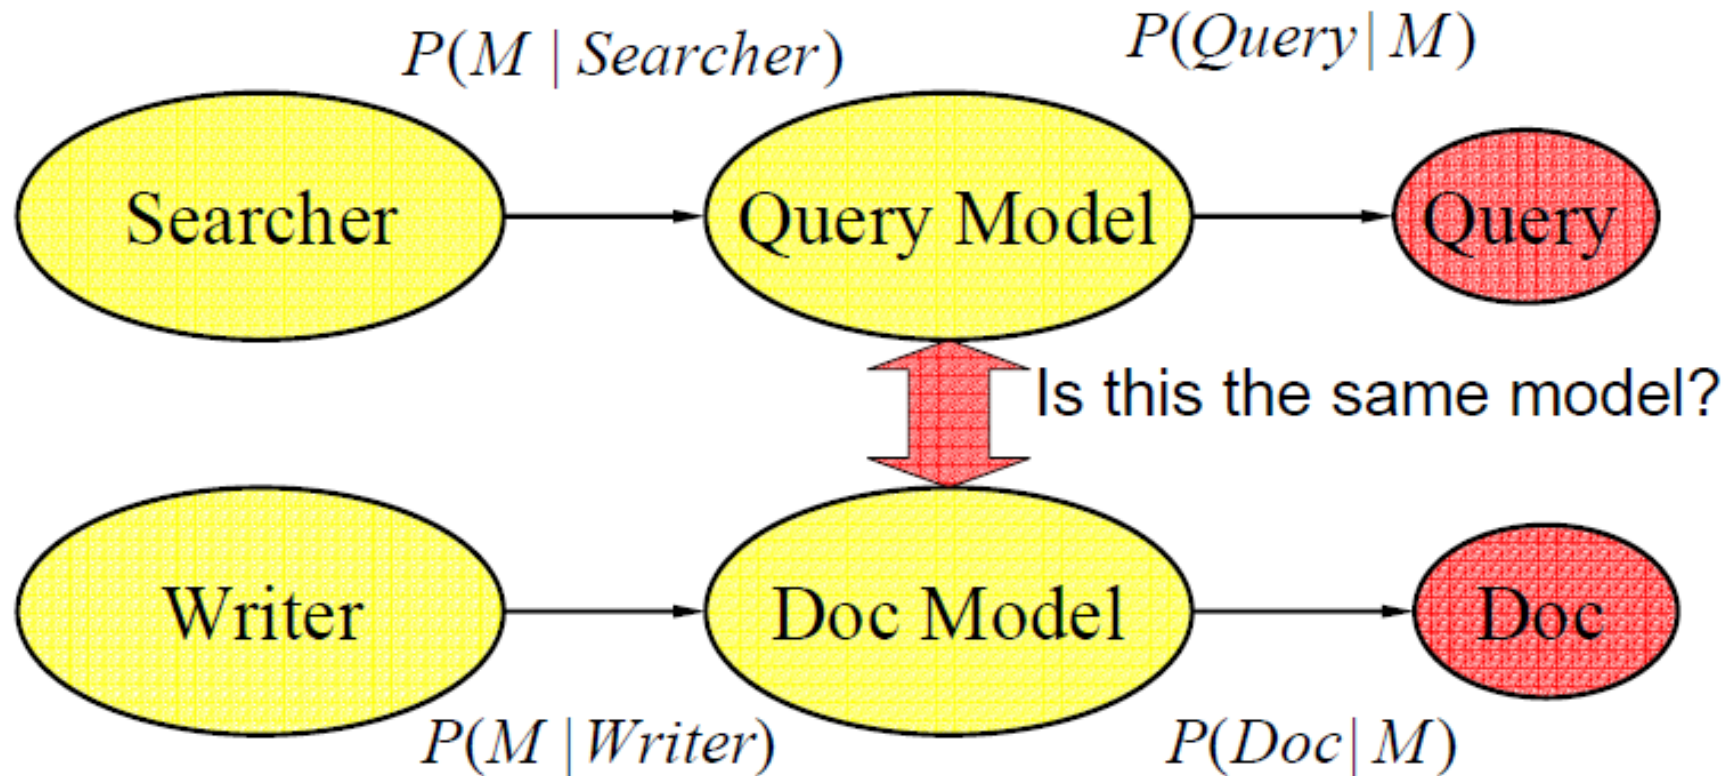 P(M | Searcher)
P(Query | M)
Searcher
Query Model
Query
Is this the same model?
Writer
Doc Model
Doc
P(M | Writer)
P(Doc | M)